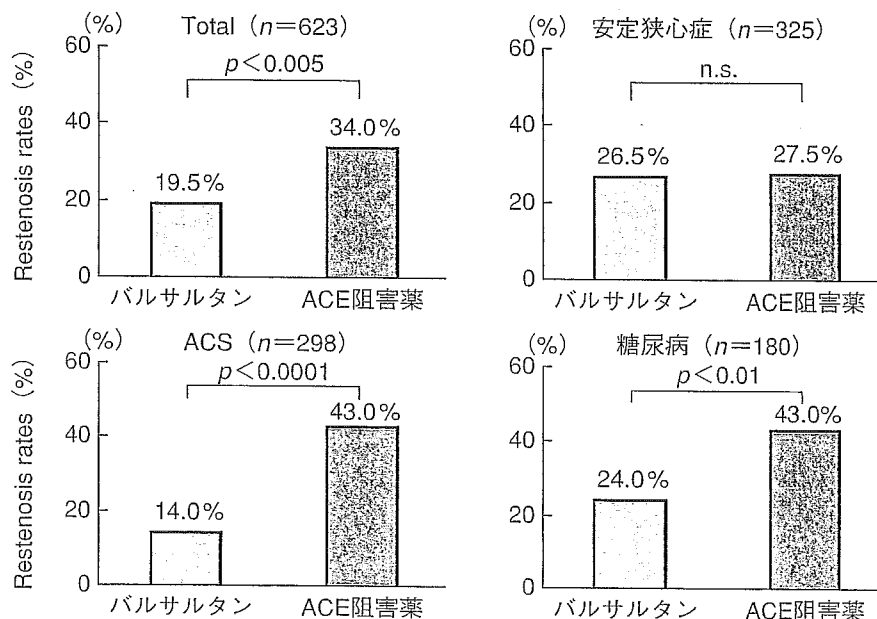 Total (n=623)
(%)
Restenosis rates (%)
60
40
20
0
p<0.005
19.5%
34.0%
バルサルタン
ACE阻害薬
安定狭心症 (n=325)
(%)
60
40
20
0
n.s.
26.5%
27.5%
バルサルタン
ACE阻害薬
ACS (n=298)
(%)
Restenosis rates (%)
60
40
20
0
p<0.0001
14.0%
43.0%
バルサルタン
ACE阻害薬
糖尿病 (n=180)
(%)
60
40
20
0
p<0.01
24.0%
43.0%
バルサルタン
ACE阻害薬